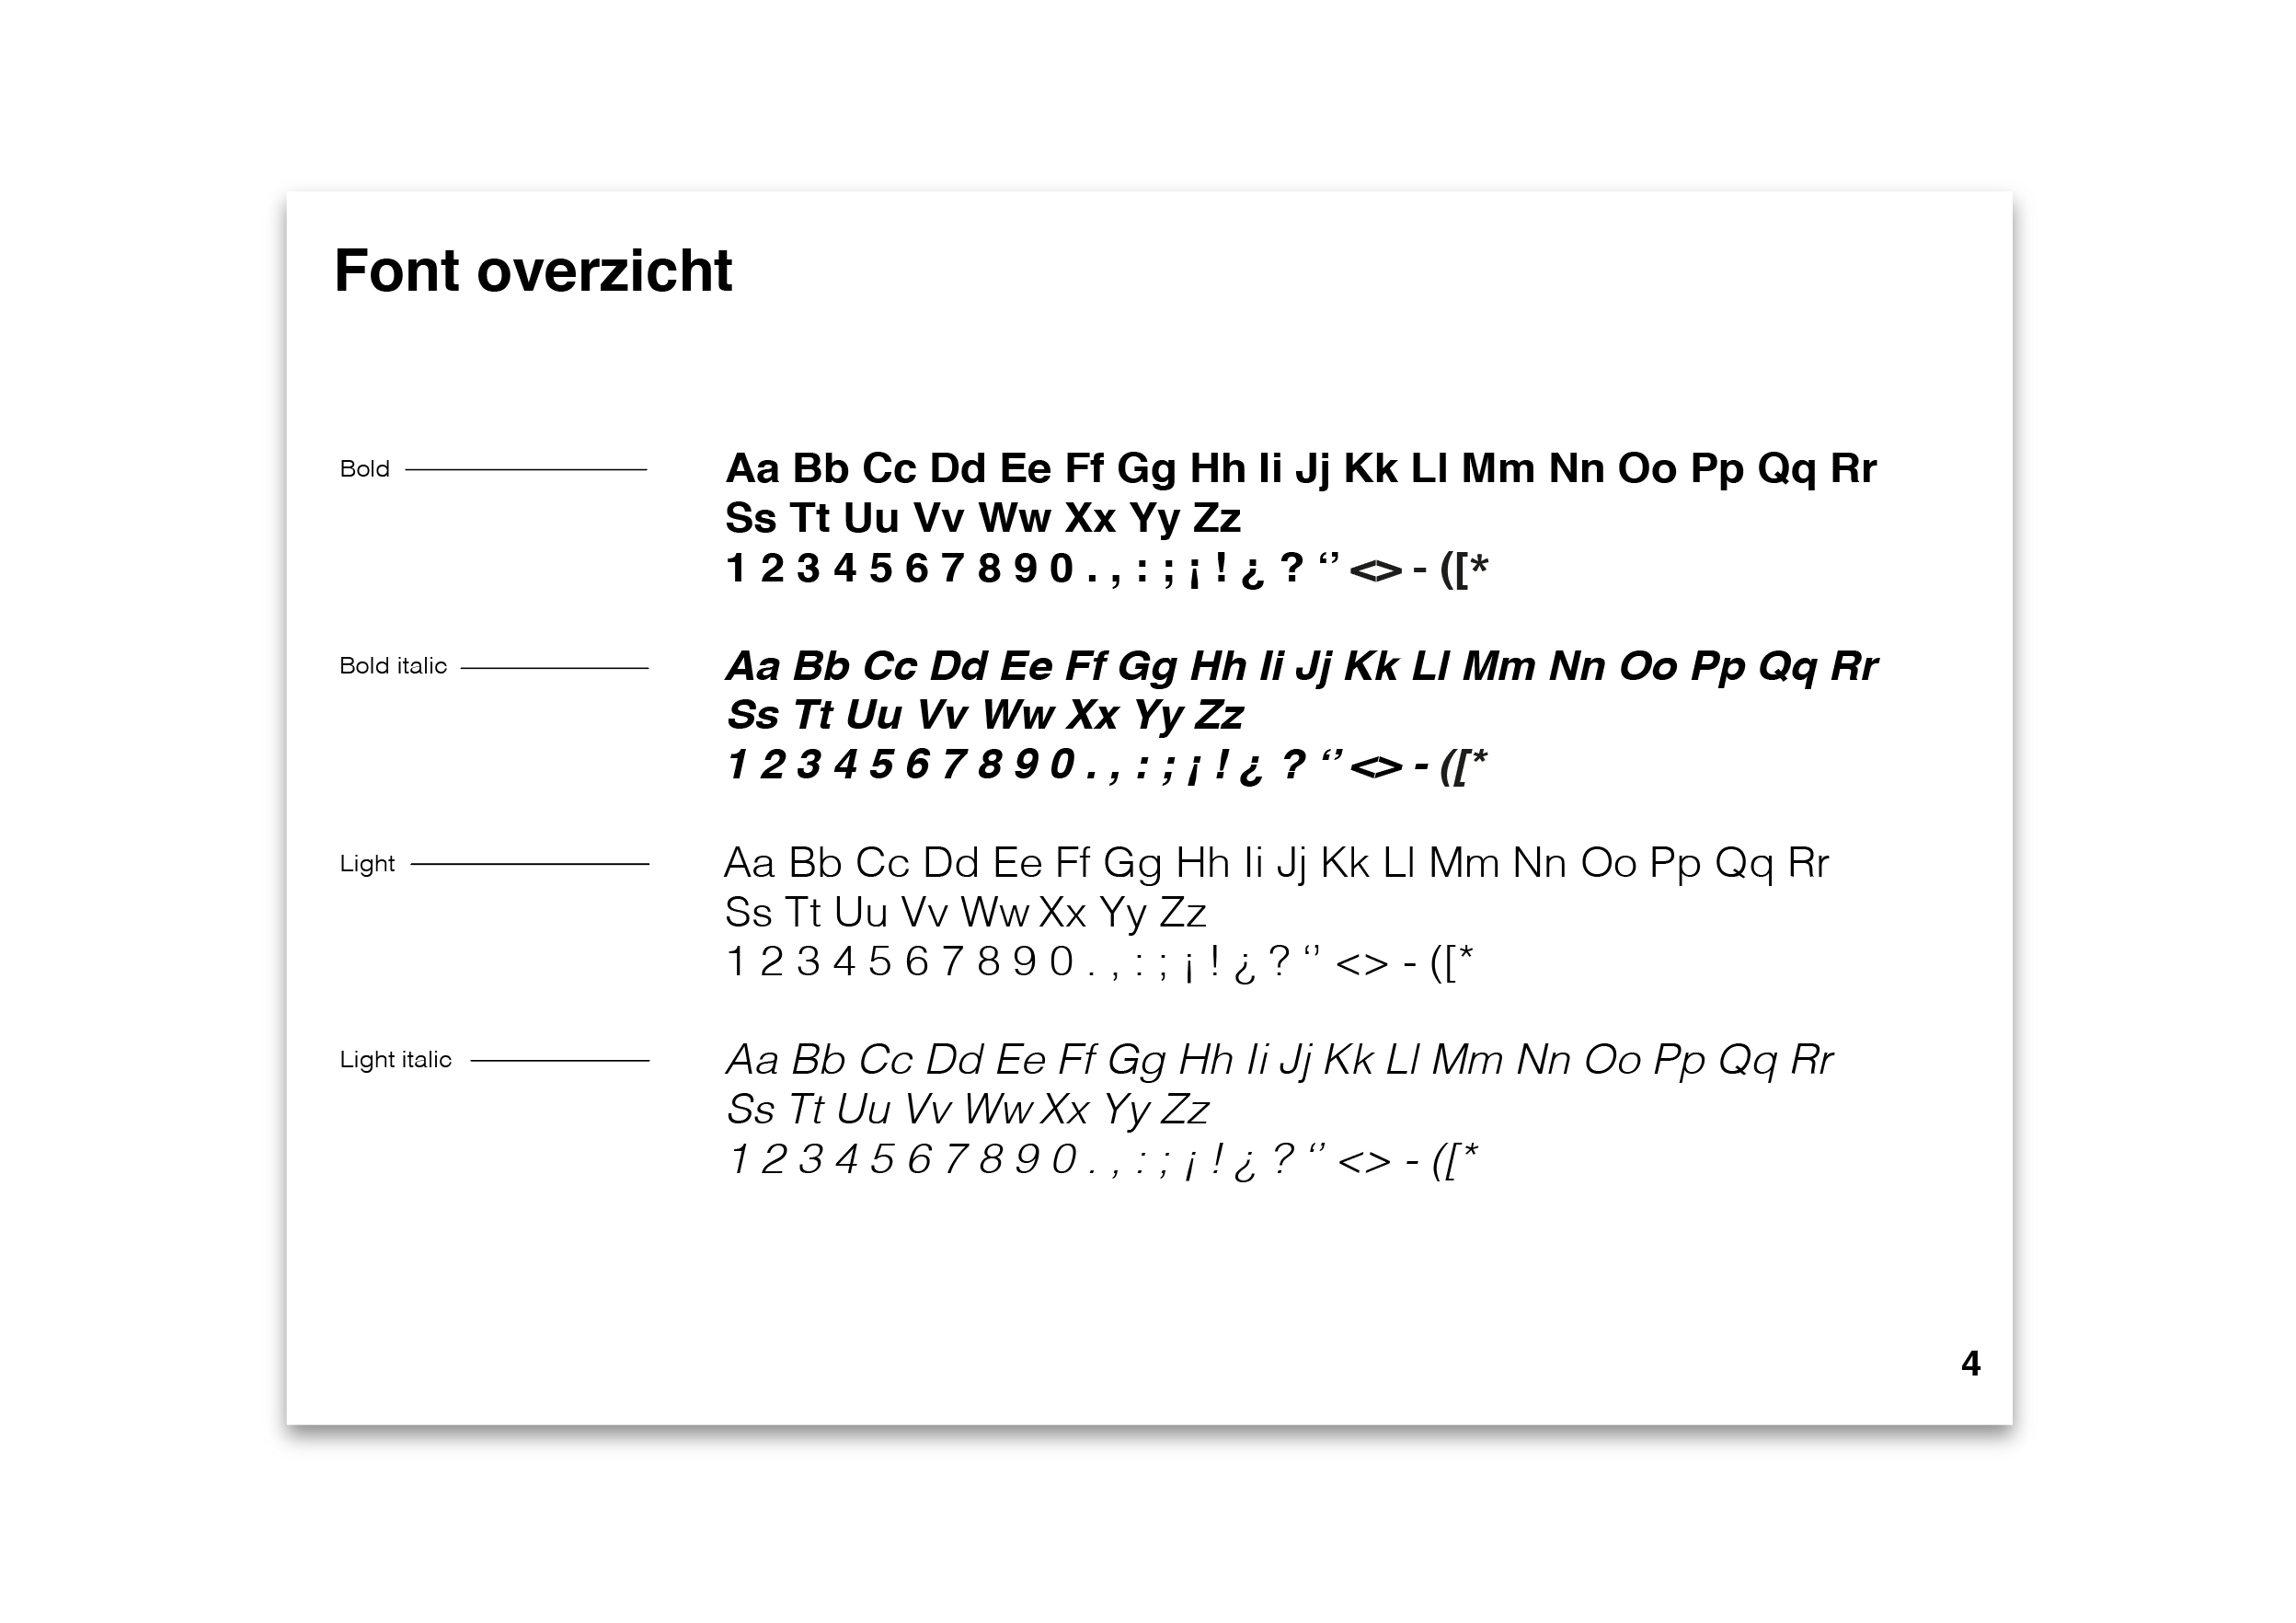 Font overzicht
Bold
Aa Bb Cc Dd Ee Ff Gg Hh Ii Jj Kk Ll Mm Nn Oo Pp Qq Rr
Ss Tt Uu Vv Ww Xx Yy Zz
1 2 3 4 5 6 7 8 9 0 . , : ; ¡ ! ¿ ? ‘’ <> - ([*
Bold italic
Aa Bb Cc Dd Ee Ff Gg Hh Ii Jj Kk Ll Mm Nn Oo Pp Qq Rr
Ss Tt Uu Vv Ww Xx Yy Zz
1 2 3 4 5 6 7 8 9 0 . , : ; ¡ ! ¿ ? ‘’ <> - ([*
Light
Aa Bb Cc Dd Ee Ff Gg Hh Ii Jj Kk Ll Mm Nn Oo Pp Qq Rr
Ss Tt Uu Vv Ww Xx Yy Zz
1 2 3 4 5 6 7 8 9 0 . , : ; ¡ ! ¿ ? ‘’ <> - ([*
Light italic
Aa Bb Cc Dd Ee Ff Gg Hh Ii Jj Kk Ll Mm Nn Oo Pp Qq Rr
Ss Tt Uu Vv Ww Xx Yy Zz
1 2 3 4 5 6 7 8 9 0 . , : ; ¡ ! ¿ ? ‘’ <> - ([*
4